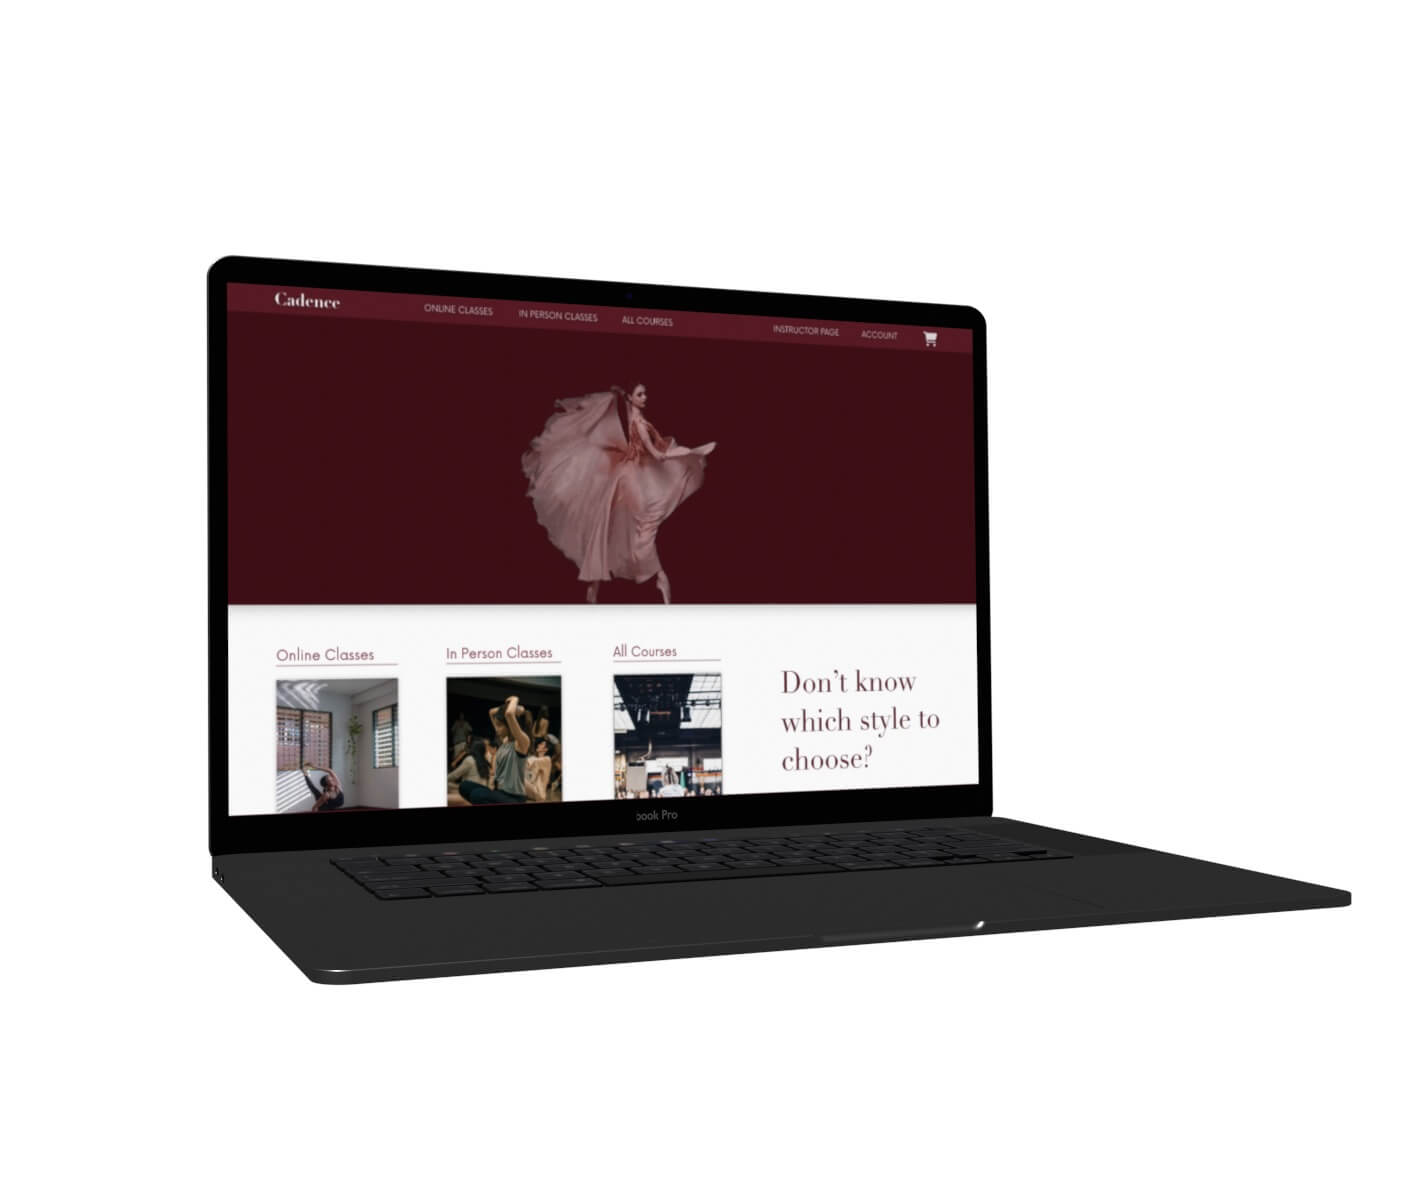 Cadence
ONLINE CLASSES
IN PERSON CLASSES
ALL COURSES
INSTRUCTOR PAGE
ACCOUNT
Online Classes
In Person Classes
All Courses
Don't know
which style to
choose?
book Pro